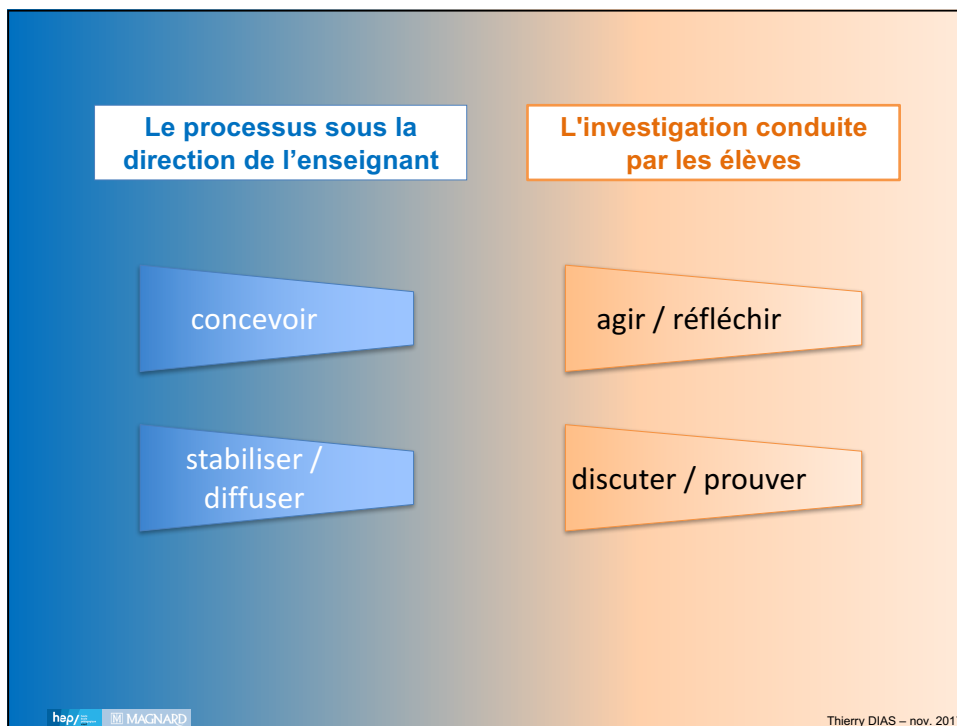 Le processus sous la
direction de l’enseignant
L'investigation conduite
par les élèves
concevoir
agir / réfléchir
stabiliser /
diffuser
discuter / prouver
hep/
M MAGNARD
Thierry DIAS – nov. 201